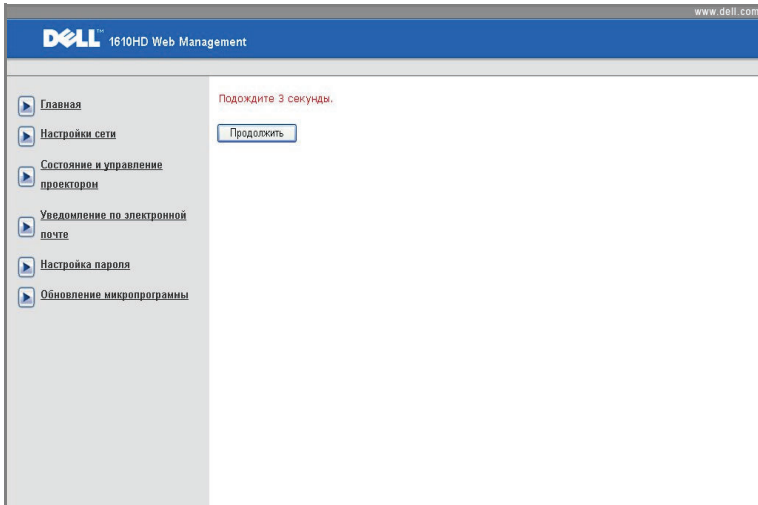 www.dell.com
DELL™ 1610HD Web Management
Главная
Настройки сети
Состояние и управление
проектором
Уведомление по электронной
почте
Настройка пароля
Обновление микропрограммы
Подождите 3 секунды.
Продолжить